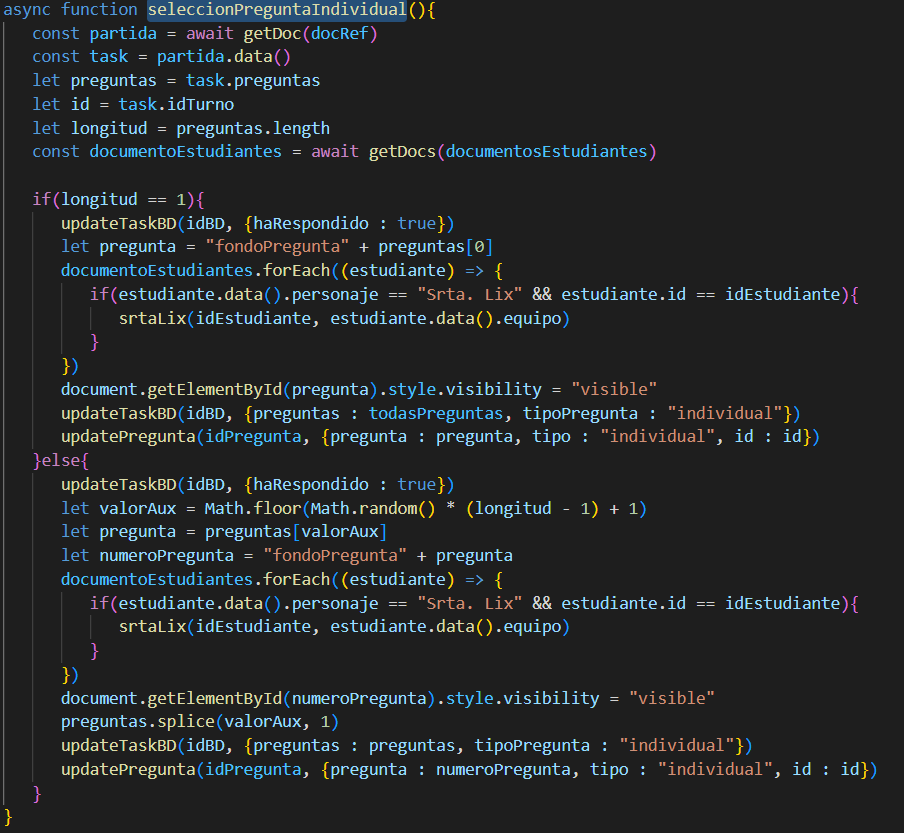 async function seleccionPreguntaIndividual(){
const partida = await getDoc(docRef)
const task = partida.data()
let preguntas = task.preguntas
let id = task.idTurno
let longitud = preguntas.length
const documentoEstudiantes = await getDocs(documentosEstudiantes)
if(longitud == 1){
updateTaskBD(idBD, {haRespondido : true})
let pregunta = "fondoPregunta" + preguntas[0]
documentoEstudiantes.forEach((estudiante) => {
if(estudiante.data().personaje == "Srta. Lix" && estudiante.id == idEstudiante){
srtaLix(idEstudiante, estudiante.data().equipo)
}
})
document.getElementById(pregunta).style.visibility = "visible"
updateTaskBD(idBD, {preguntas : todasPreguntas, tipoPregunta : "individual"})
updatePregunta(idPregunta, {pregunta : pregunta, tipo : "individual", id : id})
}else{
updateTaskBD(idBD, {haRespondido : true})
let valorAux = Math.floor(Math.random() * (longitud - 1) + 1)
let pregunta = preguntas[valorAux]
let numeroPregunta = "fondoPregunta" + pregunta
documentoEstudiantes.forEach((estudiante) => {
if(estudiante.data().personaje == "Srta. Lix" && estudiante.id == idEstudiante){
srtaLix(idEstudiante, estudiante.data().equipo)
}
})
document.getElementById(numeroPregunta).style.visibility = "visible"
preguntas.splice(valorAux, 1)
updateTaskBD(idBD, {preguntas : preguntas, tipoPregunta : "individual"})
updatePregunta(idPregunta, {pregunta : numeroPregunta, tipo : "individual", id : id})
}
}